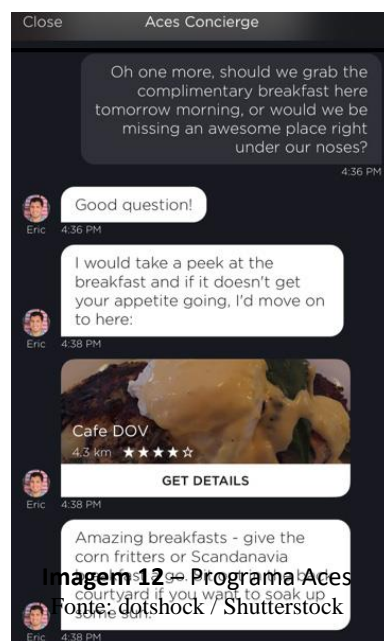 Close Aces Concierge
Oh one more, should we grab the
complimentary breakfast here
tomorrow morning, or would we be
missing an awesome place right
under our noses?
4:36 PM
Good question!
Eric 4:36 PM
I would take a peek at the
breakfast and if it doesn't get
your appetite going, I'd move on
to here:
Eric 4:38 PM
Cafe DOV
4.3 km ★★★★☆
GET DETAILS
Eric 4:38 PM
Amazing breakfasts - give the
corn fritters or Scandanavia
Imagem 12 – Programa Aces
courtyard if you want to soak up
Fonte: dotshock / Shutterstock
some sun.
Eric 4:38 PM